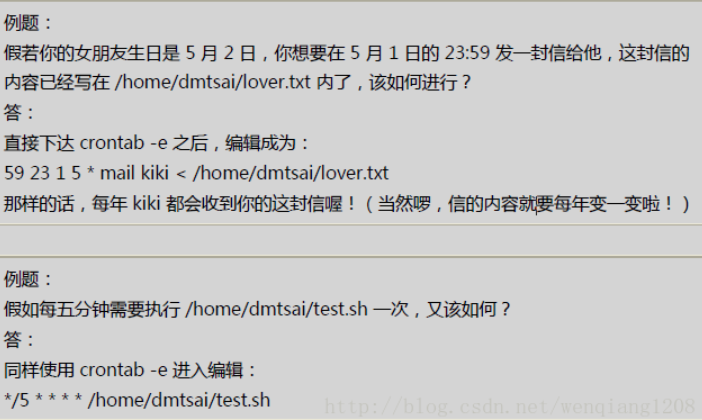 例题：
假若你的女朋友生日是 5 月 2 日，你想要在 5 月 1 日的 23:59 发一封信给他，这封信的
内容已经写在 /home/dmtsai/lover.txt 内了，该如何进行？
答：
直接下达 crontab -e 之后，编辑成为：
59 23 1 5 * mail kiki < /home/dmtsai/lover.txt
那样的话，每年 kiki 都会收到你的这封信喔！（当然啰，信的内容就要每年变一变啦！）
例题：
假如每五分钟需要执行 /home/dmtsai/test.sh 一次，又该如何？
答：
同样使用 crontab -e 进入编辑：
*/5 * * * * /home/dmtsai/test.sh
http://blog.csdn.net/wenqiang1208